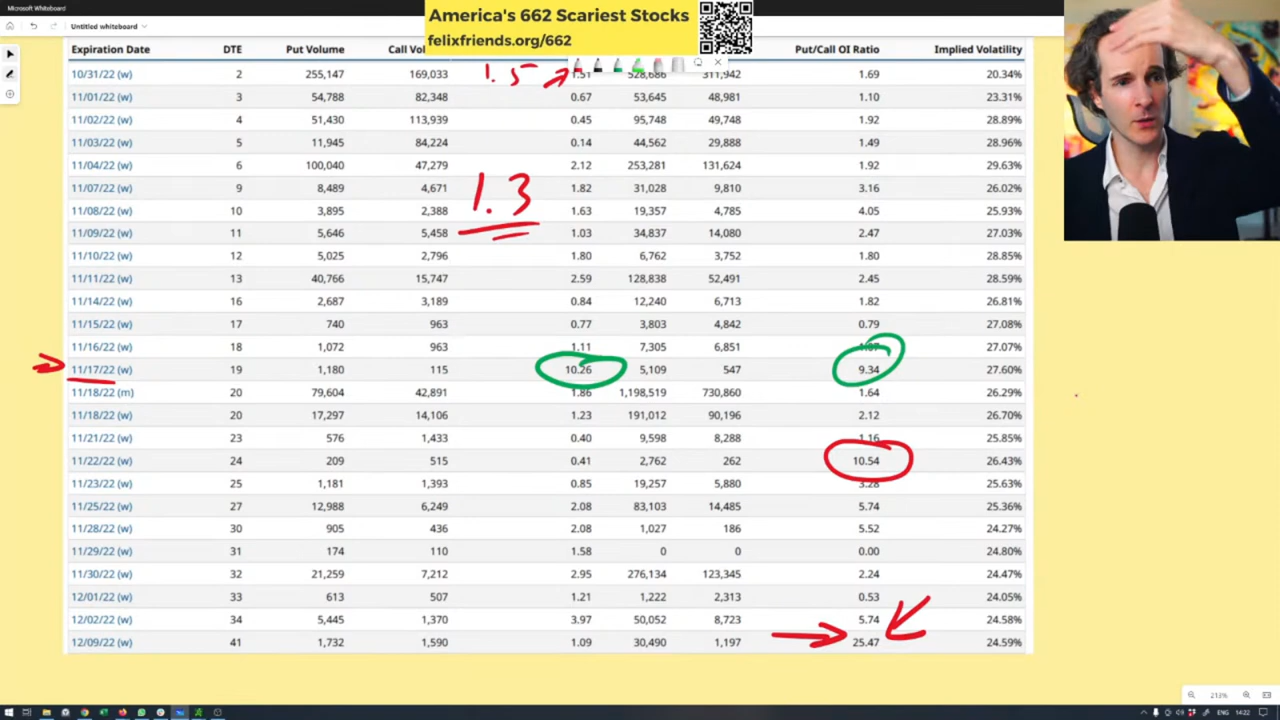 Microsoft Whiteboard
Untitled whiteboard
America's 662 Scariest Stocks
felixfriends.org/662
Expiration Date DTE Put Volume Call Vol Put/Call OI Ratio Implied Volatility
10/31/22 (w) 2 255,147 169,033 1.5 1.51 528,686 311,942 1.69 20.34%
11/01/22 (w) 3 54,788 82,348 0.67 53,645 48,981 1.10 23.31%
11/02/22 (w) 4 51,430 113,939 0.45 95,748 49,748 1.92 28.89%
11/03/22 (w) 5 11,945 84,224 0.14 44,562 29,888 1.49 28.96%
11/04/22 (w) 6 100,040 47,279 2.12 253,281 131,624 1.92 29.63%
11/07/22 (w) 9 8,489 4,671 1.82 31,028 9,810 3.16 26.02%
1.3
11/08/22 (w) 10 3,895 2,388 1.63 19,357 4,785 4.05 25.93%
11/09/22 (w) 11 5,646 5,458 1.03 34,837 14,080 2.47 27.03%
11/10/22 (w) 12 5,025 2,796 1.80 6,762 3,752 1.80 28.85%
11/11/22 (w) 13 40,766 15,747 2.59 128,838 52,491 2.45 28.59%
11/14/22 (w) 16 2,687 3,189 0.84 12,240 6,713 1.82 26.81%
11/15/22 (w) 17 740 963 0.77 3,803 4,842 0.79 27.08%
11/16/22 (w) 18 1,072 963 1.11 7,305 6,851 27.07%
11/17/22 (w) 19 1,180 115 10.26 5,109 547 9.34 27.60%
11/18/22 (m) 20 79,604 42,891 1.86 1,198,519 730,860 1.64 26.29%
11/18/22 (w) 20 17,297 14,106 1.23 191,012 90,196 2.12 26.70%
11/21/22 (w) 23 576 1,433 0.40 9,598 8,288 1.16 25.85%
11/22/22 (w) 24 209 515 0.41 2,762 262 10.54 26.43%
11/23/22 (w) 25 1,181 1,393 0.85 19,257 5,880 3.28 25.63%
11/25/22 (w) 27 12,988 6,249 2.08 83,103 14,485 5.74 25.36%
11/28/22 (w) 30 905 436 2.08 1,027 186 5.52 24.27%
11/29/22 (w) 31 174 110 1.58 0 0 0.00 24.80%
11/30/22 (w) 32 21,259 7,212 2.95 276,134 123,345 2.24 24.47%
12/01/22 (w) 33 613 507 1.21 1,222 2,313 0.53 24.05%
12/02/22 (w) 34 5,445 1,370 3.97 50,052 8,723 5.74 24.58%
12/09/22 (w) 41 1,732 1,590 1.09 30,490 1,197 25.47 24.59%
213%
ENG 14:22